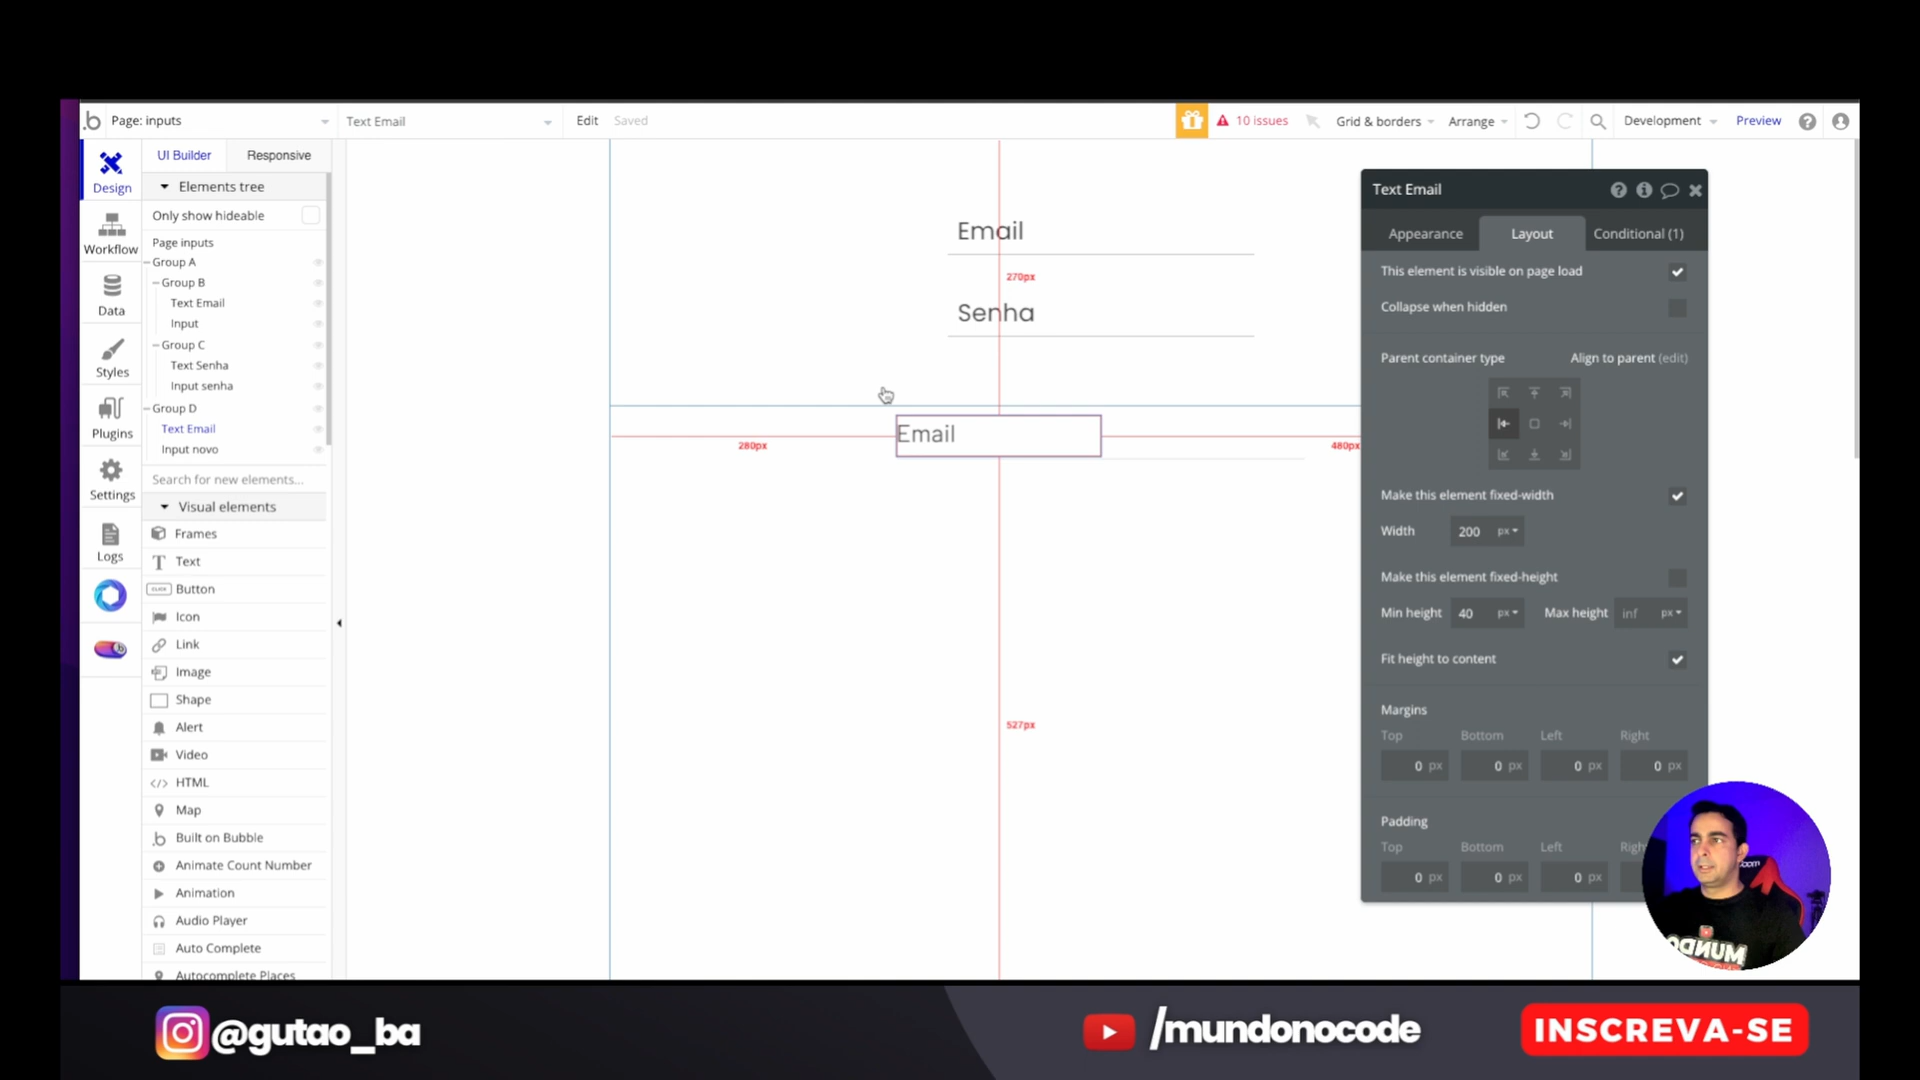 Page: inputs
Text Email
Edit
Saved
10 issues
Grid & borders
Arrange
Development
Preview
Design
Workflow
Data
Styles
Plugins
Settings
Logs
UI Builder
Responsive
Elements tree
Only show hideable
Page inputs
Group A
Group B
Text Email
Input
Group C
Text Senha
Input senha
Group D
Text Email
Input novo
Search for new elements...
Visual elements
Frames
Text
Button
Icon
Link
Image
Shape
Alert
Video
HTML
Map
Built on Bubble
Animate Count Number
Animation
Audio Player
Auto Complete
Autocomplete Places
Email
270px
Senha
Email
280px
480px
527px
Text Email
Appearance
Layout
Conditional (1)
This element is visible on page load
Collapse when hidden
Parent container type
Align to parent (edit)
Make this element fixed-width
Width 200 px
Make this element fixed-height
Min height 40 px Max height inf px
Fit height to content
Margins
Top Bottom Left Right
0 px 0 px 0 px 0 px
Padding
Top Bottom Left
0 px 0 px 0 px
@gutao_ba
/mundonocode
INSCREVA-SE